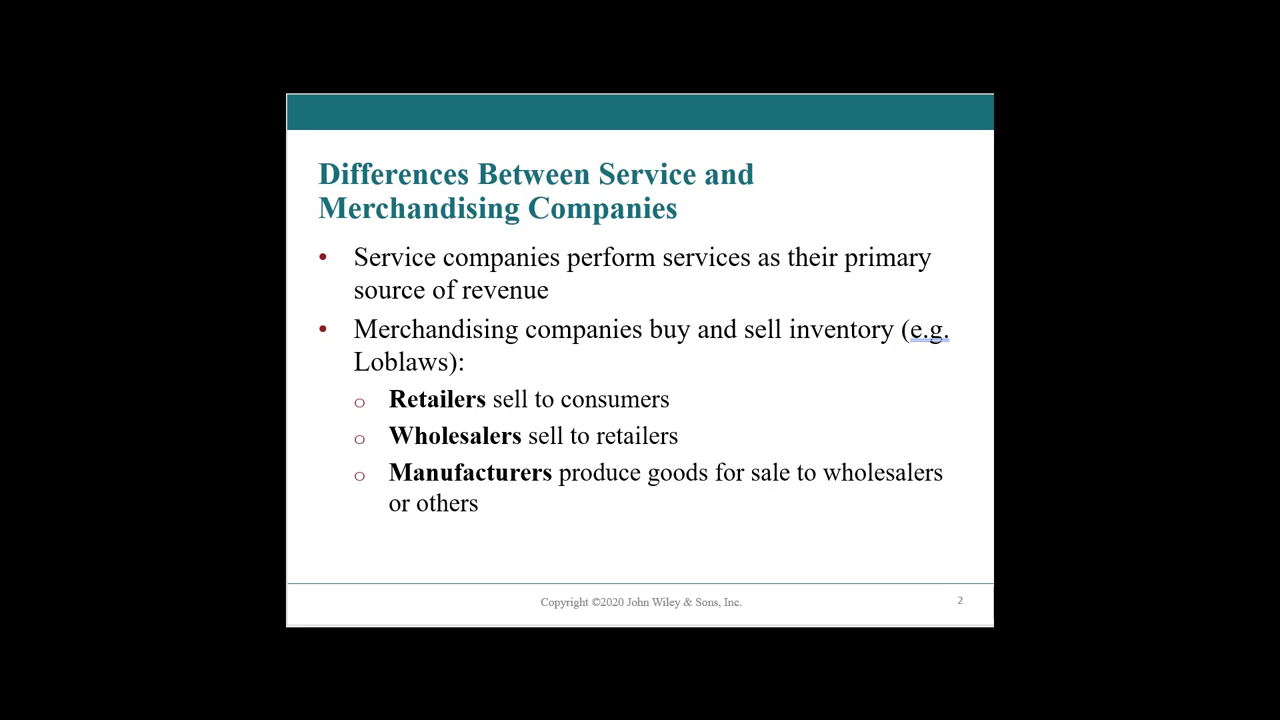 Differences Between Service and
Merchandising Companies
• Service companies perform services as their primary
source of revenue
• Merchandising companies buy and sell inventory (e.g.
Loblaws):
o Retailers sell to consumers
o Wholesalers sell to retailers
o Manufacturers produce goods for sale to wholesalers
or others
Copyright ©2020 John Wiley & Sons, Inc.
2